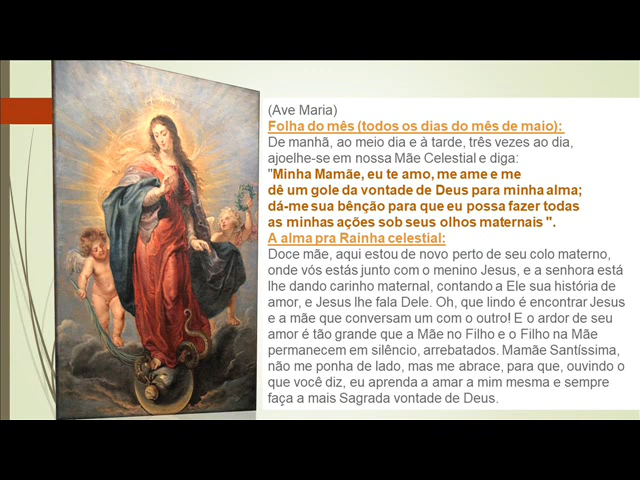 (Ave Maria)
Folha do mês (todos os dias do mês de maio):
De manhã, ao meio dia e à tarde, três vezes ao dia,
ajoelhe-se em nossa Mãe Celestial e diga:
"Minha Mamãe, eu te amo, me ame e me
dê um gole da vontade de Deus para minha alma;
dá-me sua bênção para que eu possa fazer todas
as minhas ações sob seus olhos maternais ".
A alma pra Rainha celestial:
Doce mãe, aqui estou de novo perto de seu colo materno,
onde vós estás junto com o menino Jesus, e a senhora está
lhe dando carinho maternal, contando a Ele sua história de
amor, e Jesus lhe fala Dele. Oh, que lindo é encontrar Jesus
e a mãe que conversam um com o outro! E o ardor de seu
amor é tão grande que a Mãe no Filho e o Filho na Mãe
permanecem em silêncio, arrebatados. Mamãe Santíssima,
não me ponha de lado, mas me abrace, para que, ouvindo o
que você diz, eu aprenda a amar a mim mesma e sempre
faça a mais Sagrada vontade de Deus.